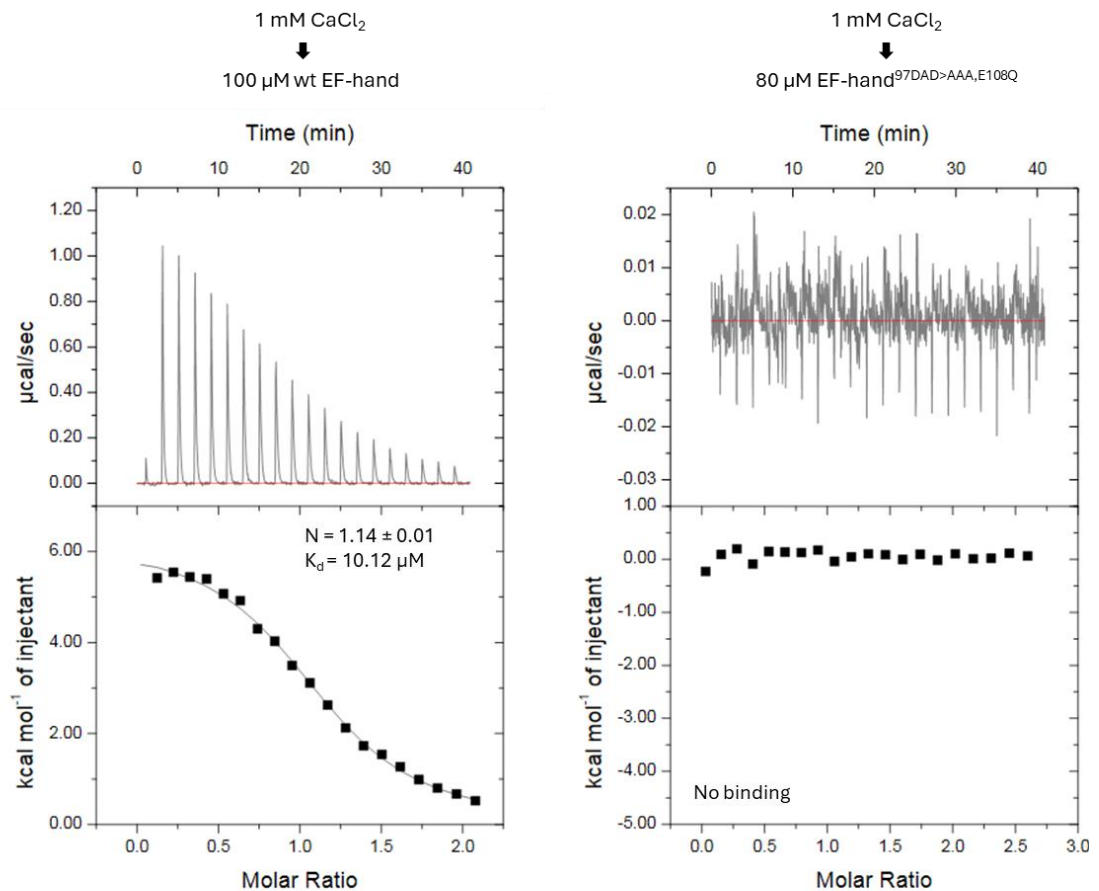 1 mM CaCl₂
100 µM wt EF-hand
Time (min)
0 10 20 30 40
1.20
1.00
0.80
0.60
0.40
0.20
0.00
µcal/sec
N = 1.14 ± 0.01
K_d = 10.12 µM
6.00
4.00
2.00
0.00
kcal mol⁻¹ of injectant
0.0 0.5 1.0 1.5 2.0
Molar Ratio
1 mM CaCl₂
80 µM EF-hand⁹⁷ᴰᴬᴰ>ᴬᴬᴬ,ᴱ¹⁰⁸Q
Time (min)
0 10 20 30 40
0.02
0.01
0.00
-0.01
-0.02
-0.03
µcal/sec
1.00
0.00
-1.00
-2.00
-3.00
-4.00
-5.00
kcal mol⁻¹ of injectant
No binding
0.0 0.5 1.0 1.5 2.0 2.5 3.0
Molar Ratio